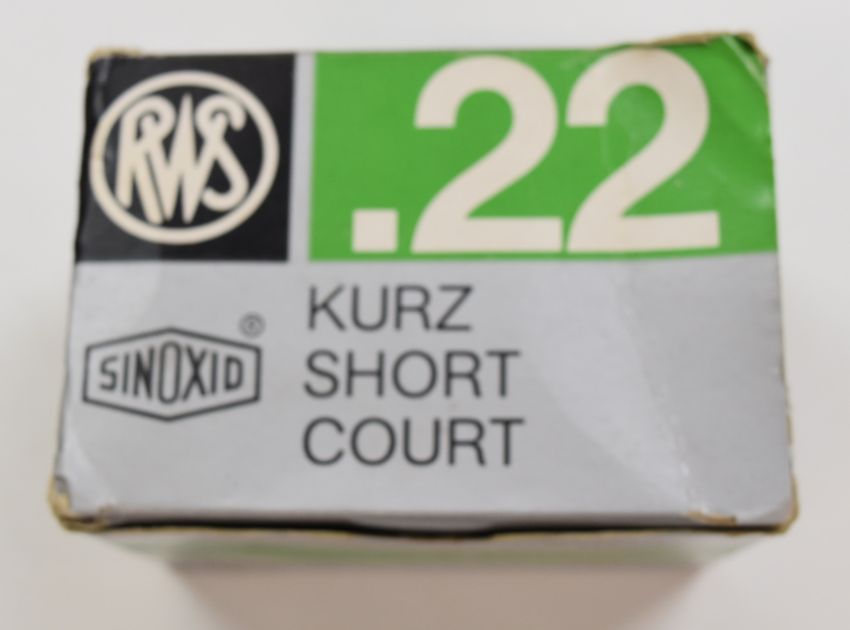 RWS
.22
SINOXID ®
KURZ
SHORT
COURT